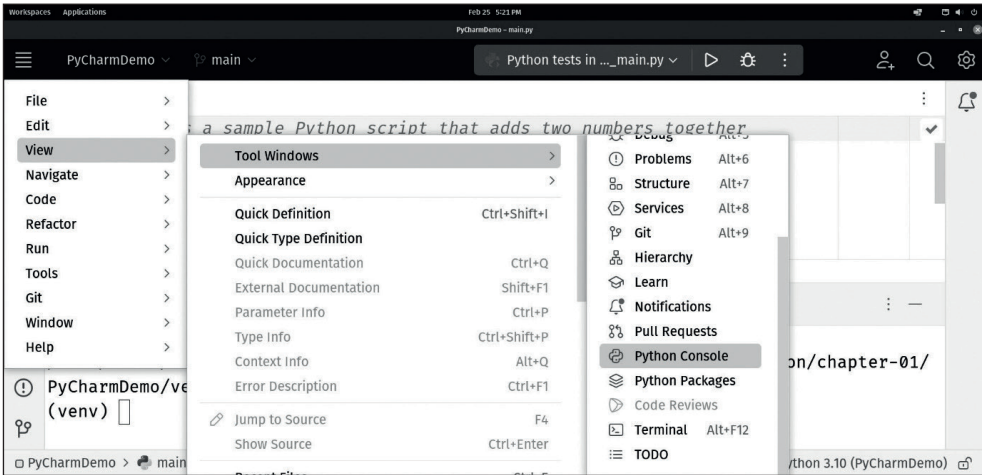 Workspaces Applications Feb 25 5:21 PM
PyCharmDemo – main.py
PyCharmDemo main Python tests in ..._main.py
File
Edit
View
Navigate
Code
Refactor
Run
Tools
Git
Window
Help
a sample Python script that adds two numbers together
Tool Windows
Appearance
Quick Definition Ctrl+Shift+I
Quick Type Definition
Quick Documentation Ctrl+Q
External Documentation Shift+F1
Parameter Info Ctrl+P
Type Info Ctrl+Shift+P
Context Info Alt+Q
Error Description Ctrl+F1
Jump to Source F4
Show Source Ctrl+Enter
Debug Alt+5
Problems Alt+6
Structure Alt+7
Services Alt+8
Git Alt+9
Hierarchy
Learn
Notifications
Pull Requests
Python Console
Python Packages
Code Reviews
Terminal Alt+F12
TODO
on/chapter-01/
PyCharmDemo/ve
(venv)
PyCharmDemo > main
ython 3.10 (PyCharmDemo)